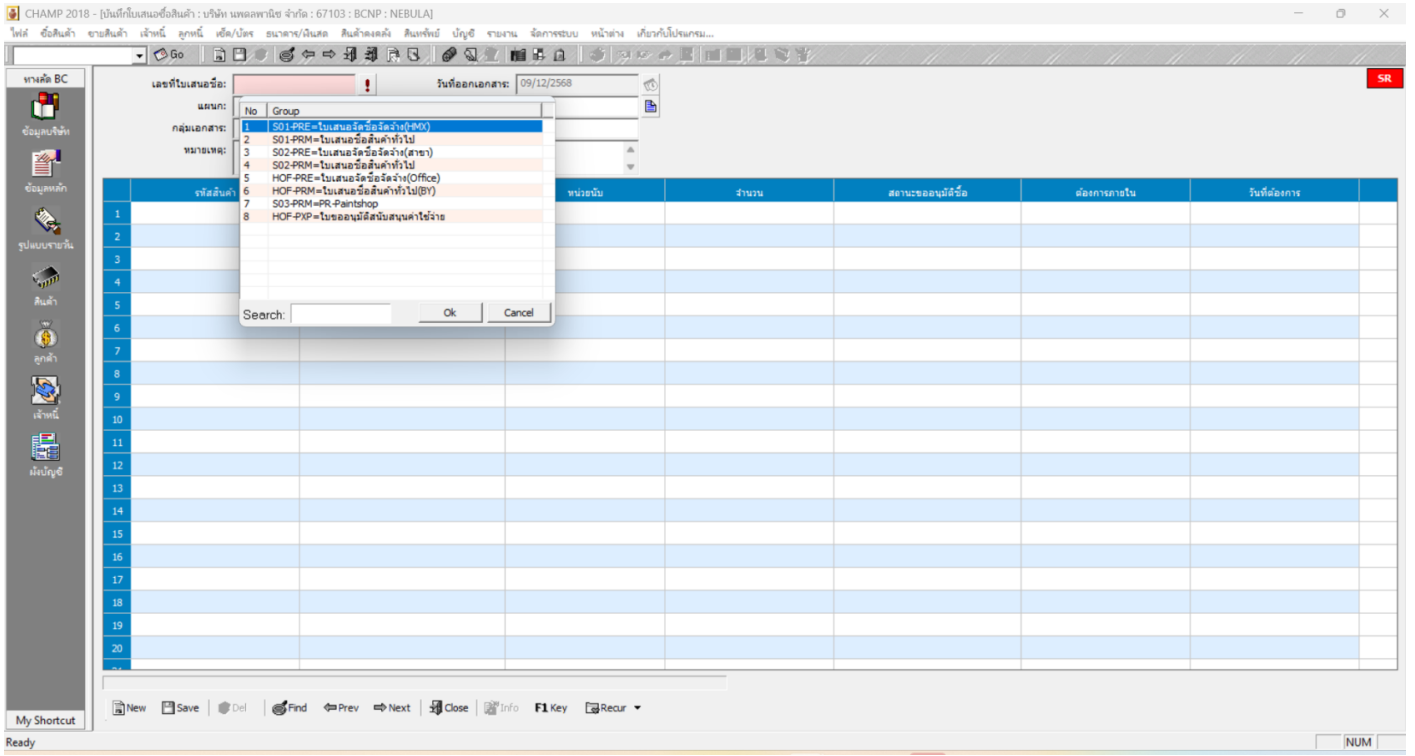 CHAMP 2018 - [บันทึกใบเสนอซื้อสินค้า : บริษัท นพดลพานิช จำกัด : 67103 : BCNP : NEBULA]
ไฟล์ ซื้อสินค้า ขายสินค้า เจ้าหนี้ ลูกหนี้ เช็ค/บัตร ธนาคาร/เงินสด สินค้าคงคลัง สินทรัพย์ บัญชี รายงาน จัดการระบบ หน้าต่าง เกี่ยวกับโปรแกรม...
Go
ทางลัด BC
เลขที่ใบเสนอซื้อ: ! วันที่ออกเอกสาร: 09/12/2568
SR
แผนก:
กลุ่มเอกสาร:
หมายเหตุ:
No Group
1 S01-PRE=ใบเสนอจัดซื้อจัดจ้าง(HMX)
2 S01-PRM=ใบเสนอซื้อสินค้าทั่วไป
3 S02-PRE=ใบเสนอจัดซื้อจัดจ้าง(สาขา)
4 S02-PRM=ใบเสนอซื้อสินค้าทั่วไป
5 HOF-PRE=ใบเสนอจัดซื้อจัดจ้าง(Office)
6 HOF-PRM=ใบเสนอซื้อสินค้าทั่วไป(BY)
7 S03-PRM=PR-Paintshop
8 HOF-PXP=ใบขออนุมัติสนับสนุนค่าใช้จ่าย
Search: Ok Cancel
รหัสสินค้า หน่วยนับ จำนวน สถานะขออนุมัติซื้อ ต้องการภายใน วันที่ต้องการ
1
2
3
4
5
6
7
8
9
10
11
12
13
14
15
16
17
18
19
20
ข้อมูลบริษัท
ข้อมูลหลัก
รูปแบบรายวัน
สินค้า
ลูกค้า
เจ้าหนี้
ผังบัญชี
My Shortcut
New Save Del Find Prev Next Close Info F1 Key Recur
Ready NUM